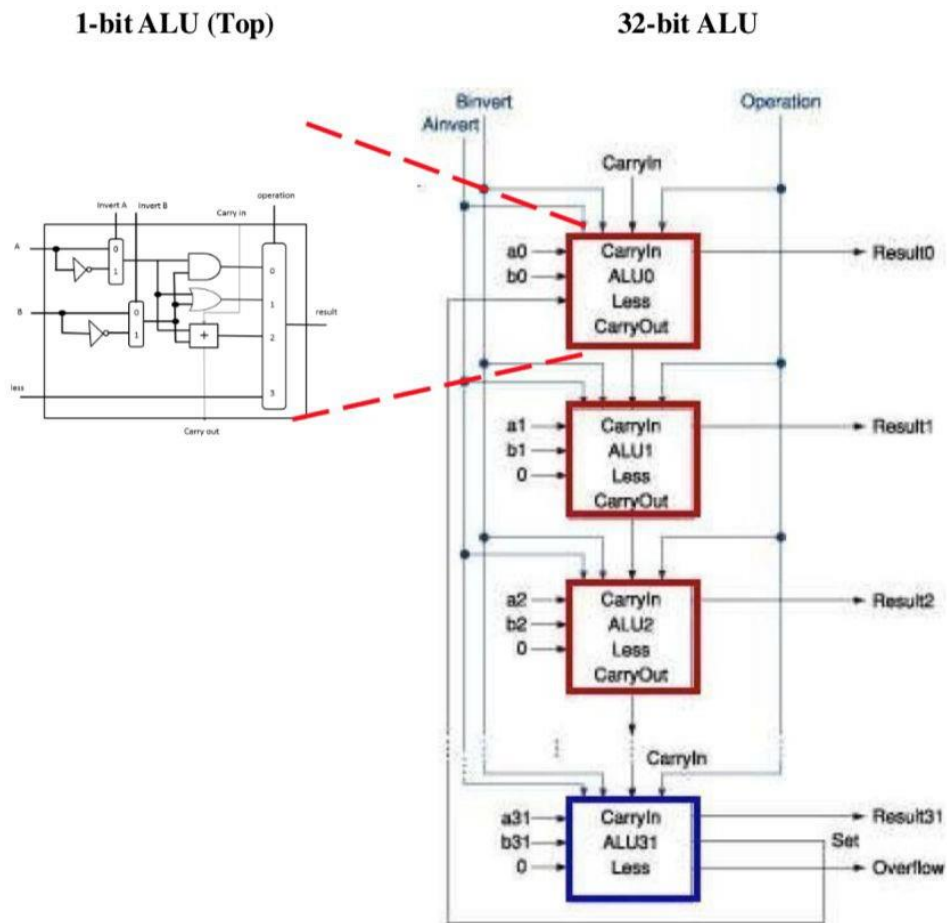 1-bit ALU (Top)
32-bit ALU
Binvert
Ainvert
Operation
CarryIn
operation
Invert A
Invert B
Carry in
A
0
1
B
0
1
+
0
1
2
3
result
less
Carry out
a0
b0
CarryIn
ALU0
Less
CarryOut
Result0
a1
b1
0
CarryIn
ALU1
Less
CarryOut
Result1
a2
b2
0
CarryIn
ALU2
Less
CarryOut
Result2
CarryIn
a31
b31
0
CarryIn
ALU31
Less
Result31
Set
Overflow